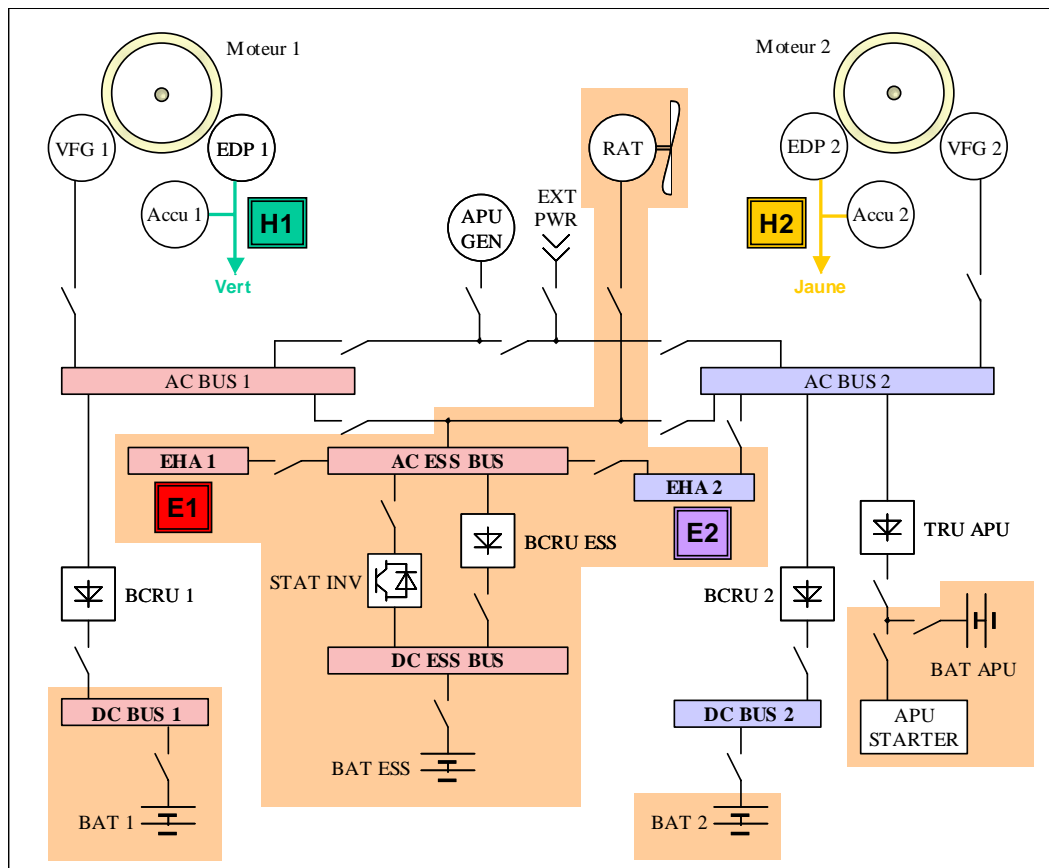 Moteur 1
Moteur 2
VFG 1
EDP 1
RAT
EDP 2
VFG 2
Accu 1
H1
APU
GEN
EXT
PWR
H2
Accu 2
Vert
Jaune
AC BUS 1
AC BUS 2
EHA 1
AC ESS BUS
EHA 2
E1
E2
BCRU ESS
TRU APU
STAT INV
BCRU 1
BCRU 2
DC ESS BUS
BAT APU
DC BUS 1
DC BUS 2
APU
STARTER
BAT ESS
BAT 1
BAT 2